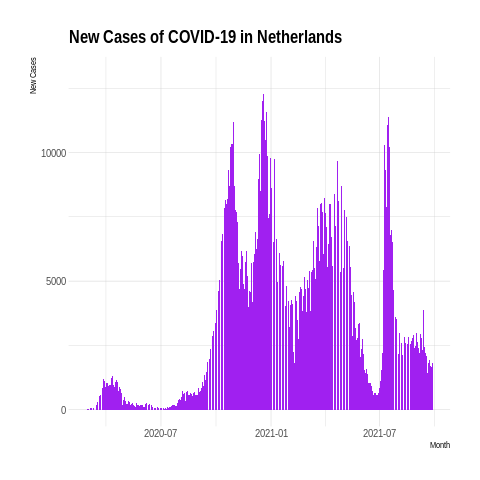 New Cases of COVID-19 in Netherlands
New Cases
10000
5000
0
2020-07
2021-01
2021-07
Month